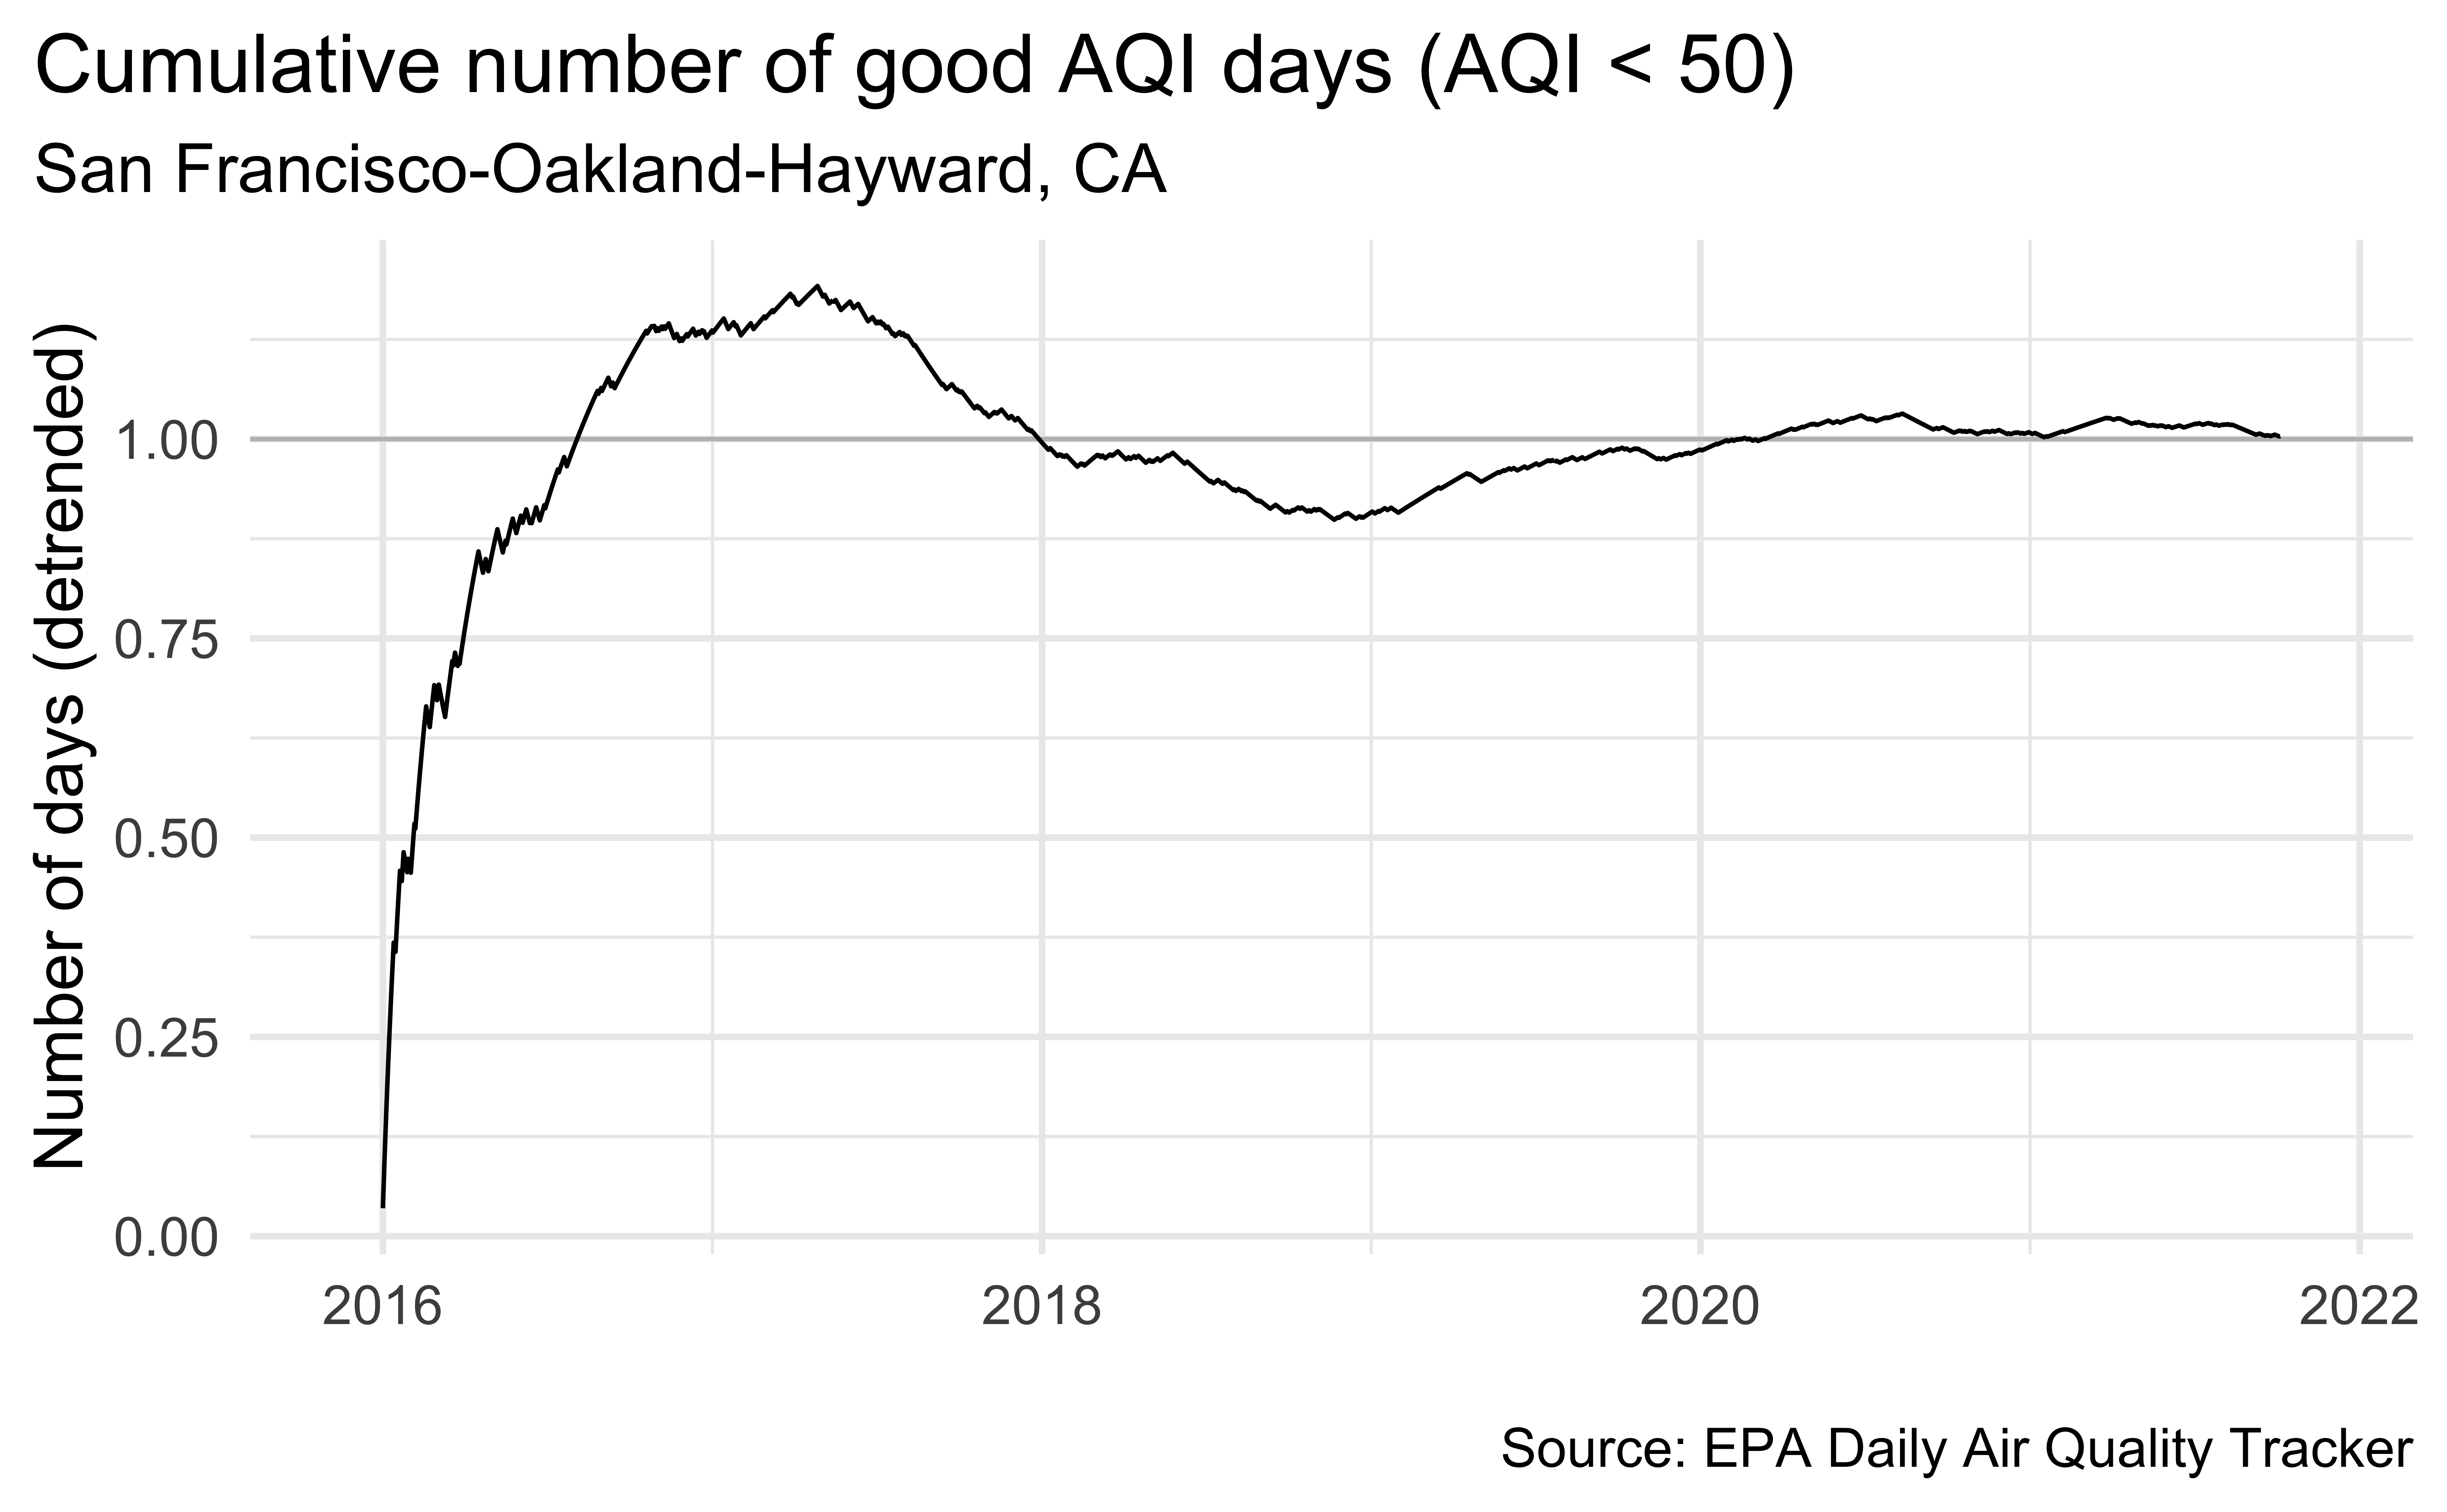 Cumulative number of good AQI days (AQI < 50)
San Francisco-Oakland-Hayward, CA
Number of days (detrended)
1.00
0.75
0.50
0.25
0.00
2016 2018 2020 2022
Source: EPA Daily Air Quality Tracker